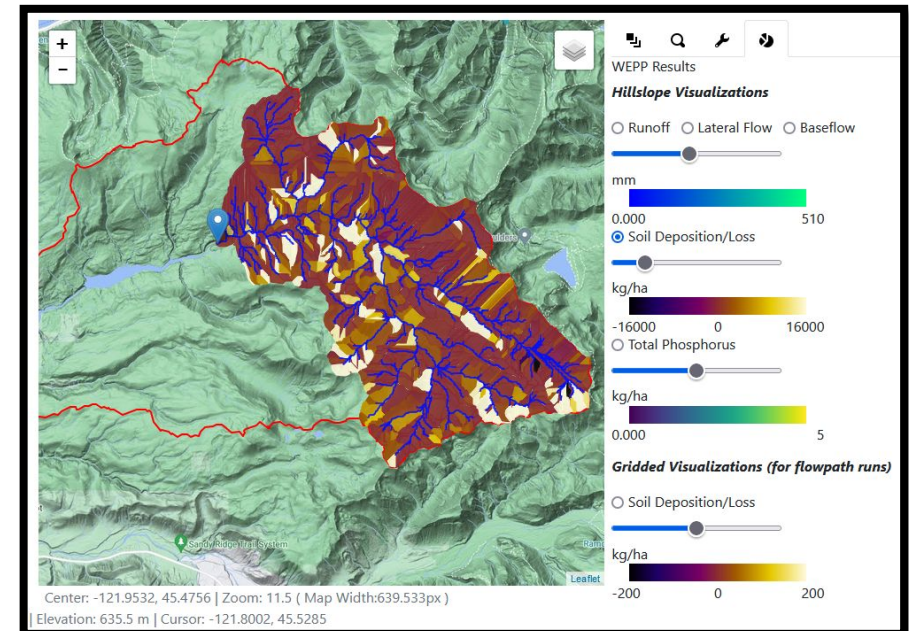 +
−
WEPP Results
Hillslope Visualizations
Runoff Lateral Flow Baseflow
mm
0.000 510
Soil Deposition/Loss
kg/ha
-16000 0 16000
Total Phosphorus
kg/ha
0.000 5
Gridded Visualizations (for flowpath runs)
Soil Deposition/Loss
kg/ha
-200 0 200
Sandy Ridge Trail System
Leaflet
Center: -121.9532, 45.4756 | Zoom: 11.5 ( Map Width:639.533px )
| Elevation: 635.5 m | Cursor: -121.8002, 45.5285